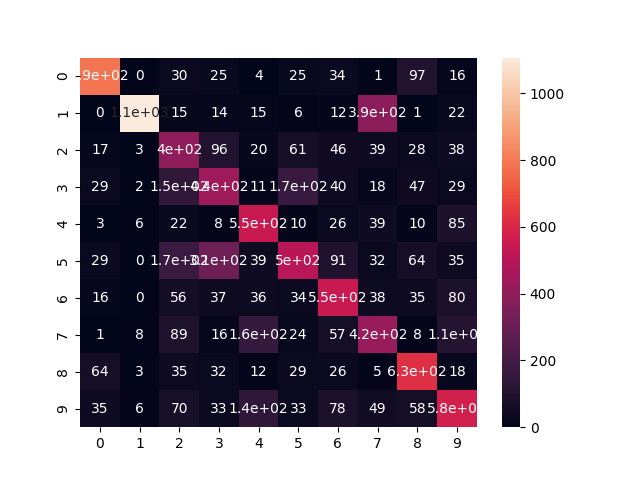 0 9e+02 0 30 25 4 25 34 1 97 16
1 0 1.1e+03 15 14 15 6 12 3.9e+02 1 22
2 17 3 4e+02 96 20 61 46 39 28 38
3 29 2 1.5e+02 4.4e+02 11 1.7e+02 40 18 47 29
4 3 6 22 8 5.5e+02 10 26 39 10 85
5 29 0 1.7e+02 3.1e+02 39 5e+02 91 32 64 35
6 16 0 56 37 36 34 5.5e+02 38 35 80
7 1 8 89 16 1.6e+02 24 57 4.2e+02 8 1.1e+0
8 64 3 35 32 12 29 26 5 6.3e+02 18
9 35 6 70 33 1.4e+02 33 78 49 58 5.8e+0
0 1 2 3 4 5 6 7 8 9
1000
800
600
400
200
0